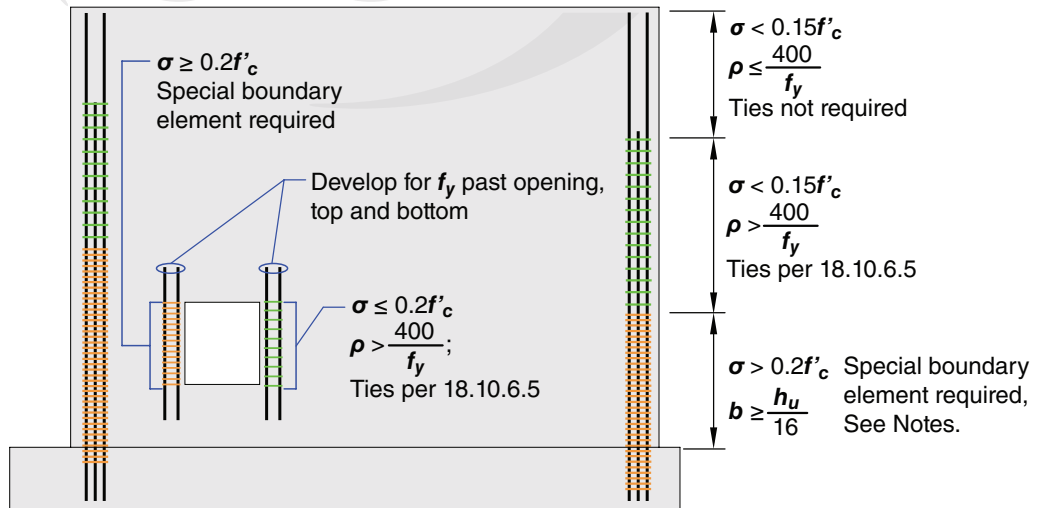 σ ≥ 0.2f'c
Special boundary
element required
Develop for fy past opening,
top and bottom
σ ≤ 0.2f'c
ρ > 400/fy;
Ties per 18.10.6.5
σ < 0.15f'c
ρ ≤ 400/fy
Ties not required
σ < 0.15f'c
ρ > 400/fy
Ties per 18.10.6.5
σ > 0.2f'c Special boundary
element required,
b ≥ hu/16 See Notes.